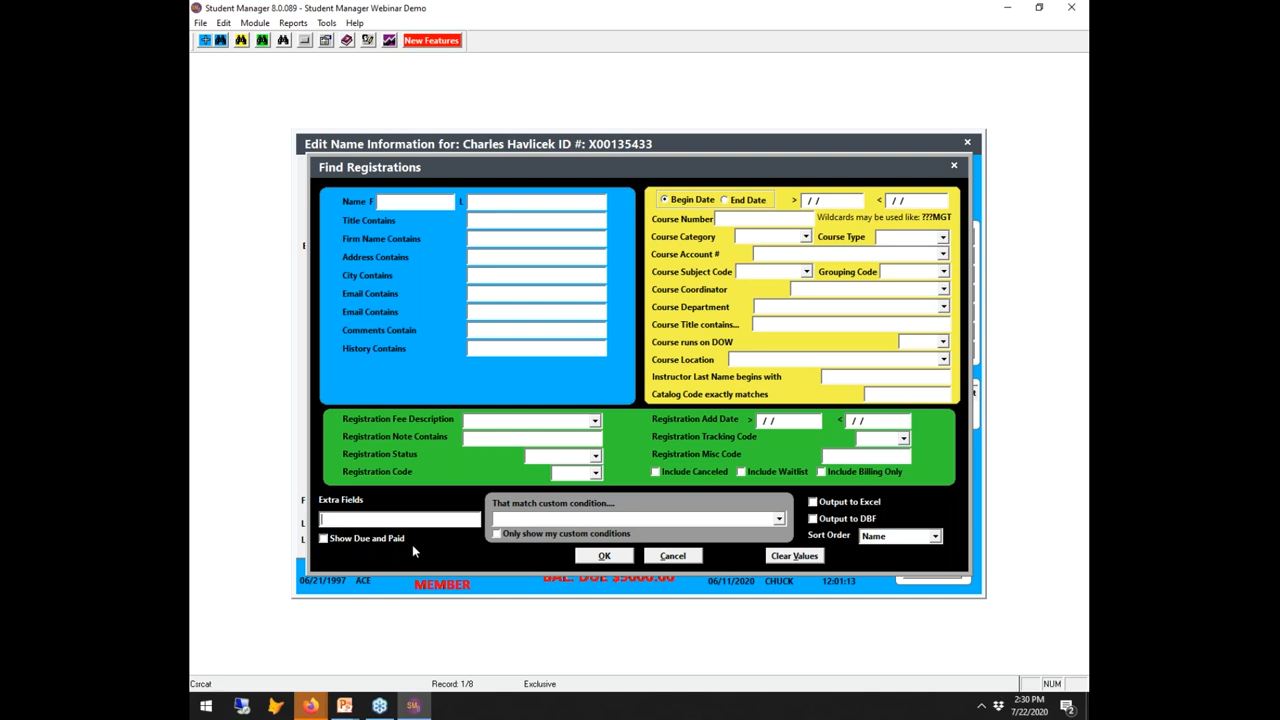 Student Manager 8.0.089 - Student Manager Webinar Demo
File Edit Module Reports Tools Help
New Features
Edit Name Information for: Charles Havlicek ID #: X00135433
Find Registrations
Name F L
Title Contains
Firm Name Contains
Address Contains
City Contains
Email Contains
Email Contains
Comments Contain
History Contains
Begin Date End Date > / / < / /
Course Number Wildcards may be used like: ???MGT
Course Category Course Type
Course Account #
Course Subject Code Grouping Code
Course Coordinator
Course Department
Course Title contains...
Course runs on DOW
Course Location
Instructor Last Name begins with
Catalog Code exactly matches
Registration Fee Description
Registration Note Contains
Registration Status
Registration Code
Registration Add Date > / / < / /
Registration Tracking Code
Registration Misc Code
Include Canceled Include Waitlist Include Billing Only
Extra Fields
Show Due and Paid
That match custom condition....
Only show my custom conditions
Output to Excel
Output to DBF
Sort Order Name
OK Cancel Clear Values
06/21/1997 ACE MEMBER BAL. DUE $5000.00 06/11/2020 CHUCK 12:01:13
Csrcat Record: 1/8 Exclusive NUM
2:30 PM
7/22/2020